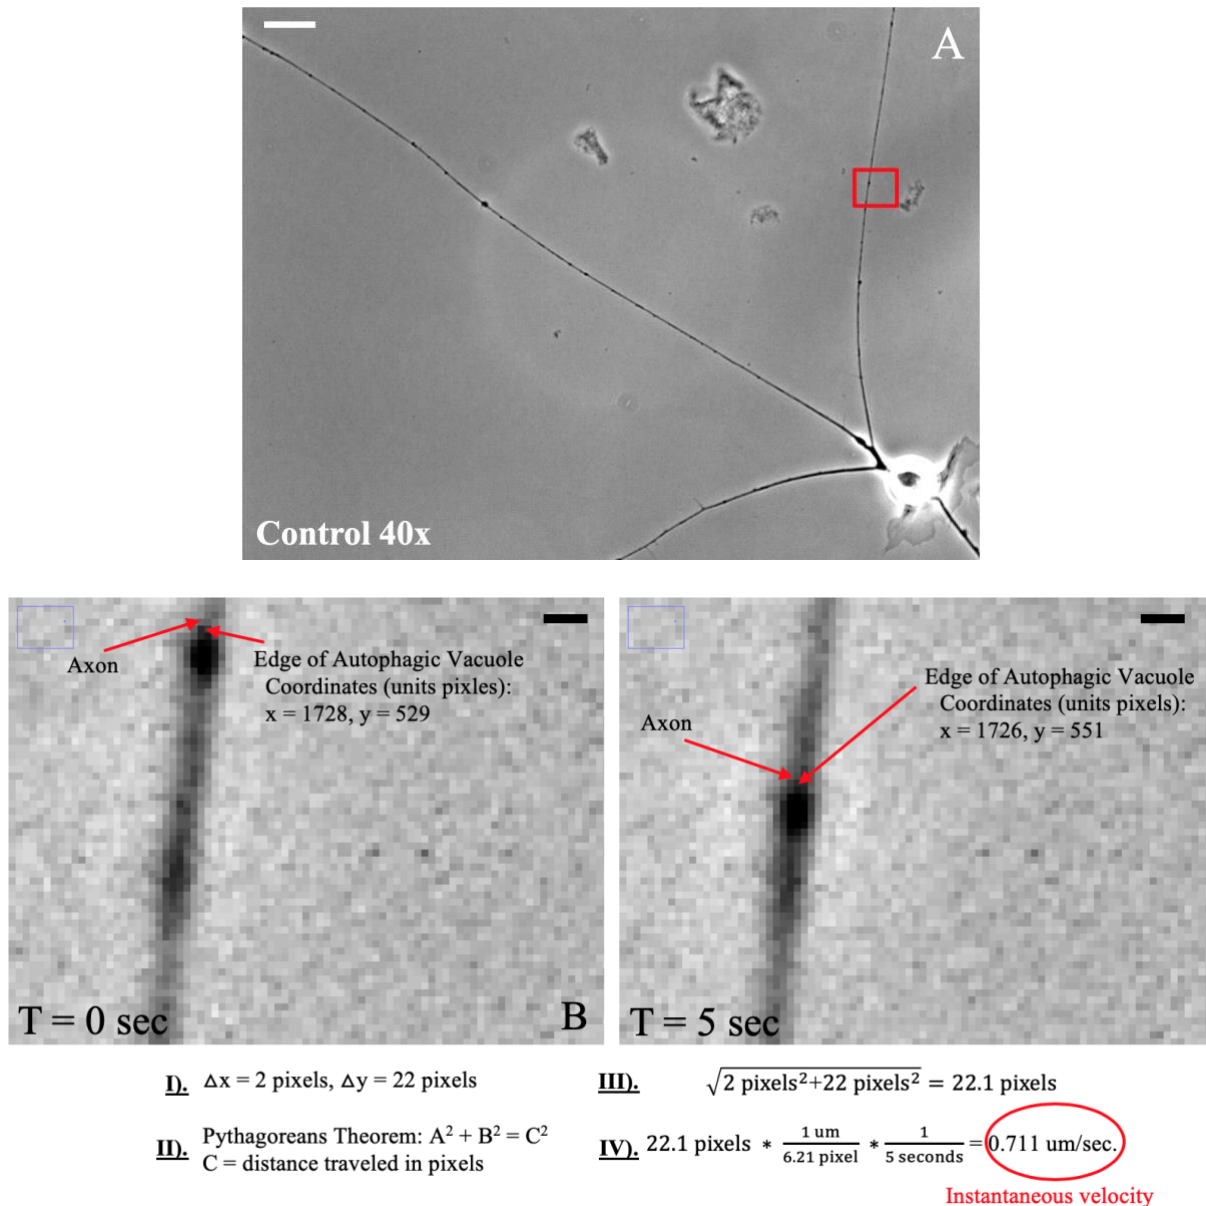 A
Control 40x
Axon
Edge of Autophagic Vacuole
Coordinates (units pixles):
x = 1728, y = 529
T = 0 sec
B
Axon
Edge of Autophagic Vacuole
Coordinates (units pixels):
x = 1726, y = 551
T = 5 sec
I). Δx = 2 pixels, Δy = 22 pixels
II). Pythagoreans Theorem: A² + B² = C²
C = distance traveled in pixels
III). √(2 pixels²+22 pixels²) = 22.1 pixels
IV). 22.1 pixels * 1 um/6.21 pixel * 1/5 seconds = 0.711 um/sec.
Instantaneous velocity